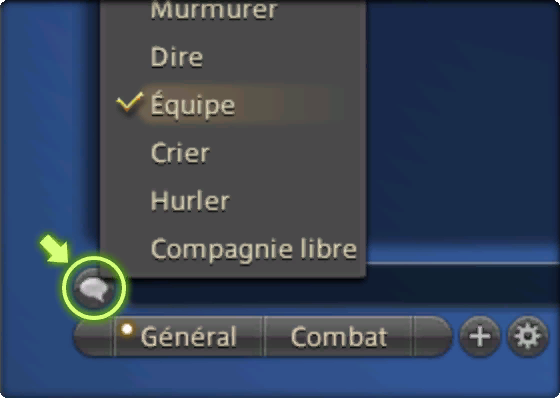 Murmurer
Dire
Équipe
Crier
Hurler
Compagnie libre
Général
Combat